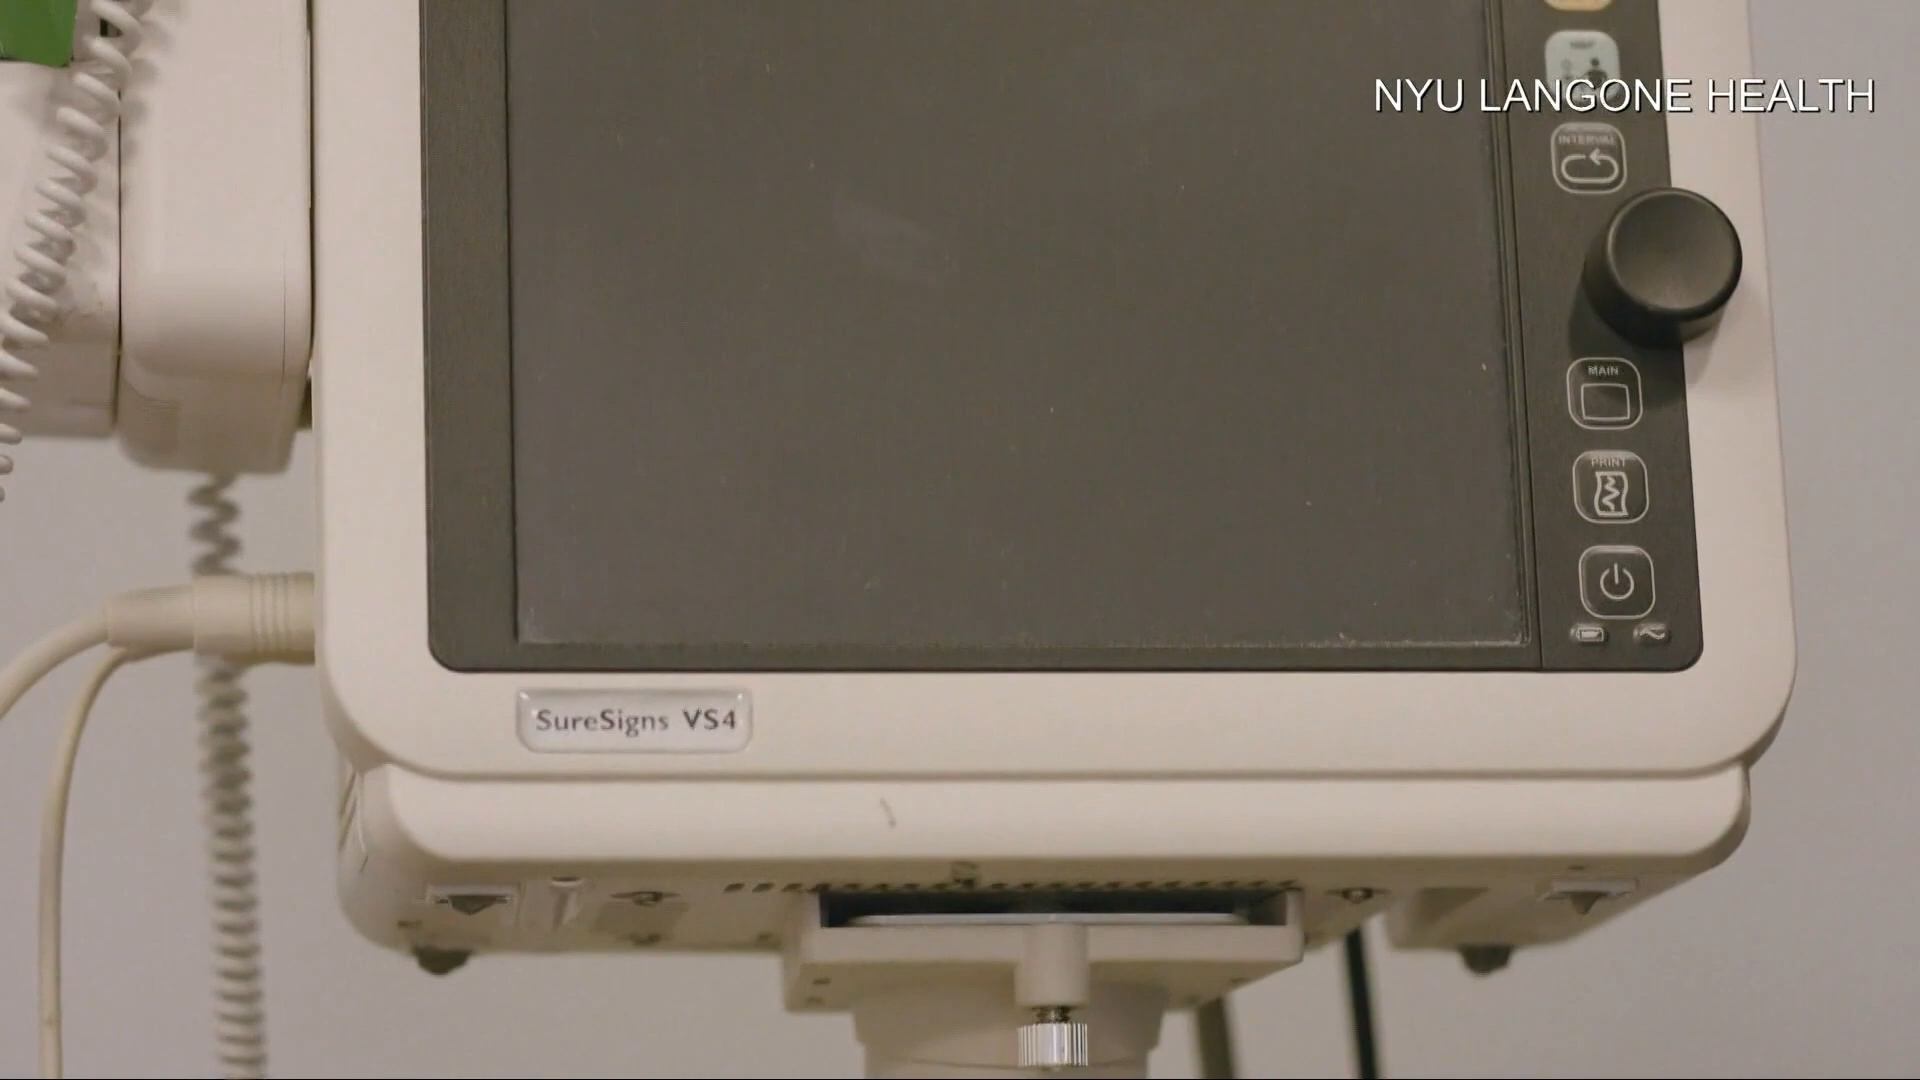 NYU LANGONE HEALTH
INTERVAL
MAIN
PRINT
SureSigns VS4